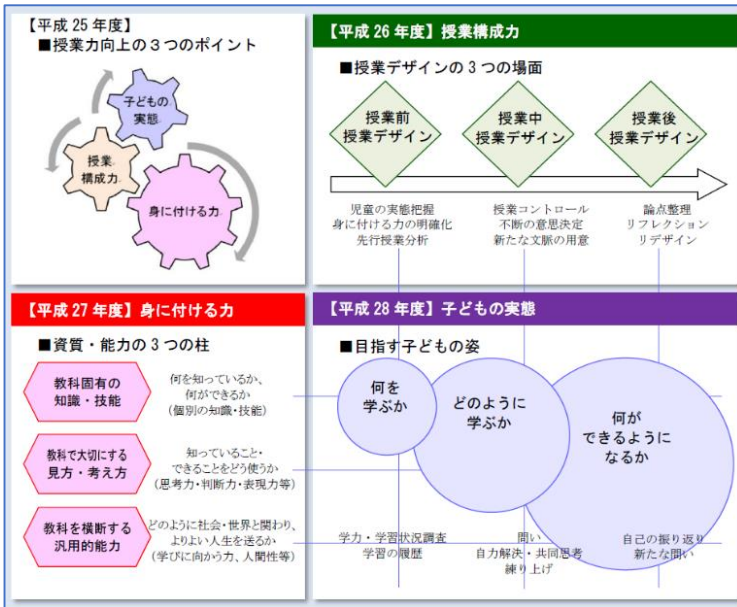 【平成25年度】
■授業力向上の３つのポイント
子どもの
実態
授業
構成力
身に付ける力
【平成26年度】授業構成力
■授業デザインの３つの場面
授業前
授業デザイン
授業中
授業デザイン
授業後
授業デザイン
児童の実態把握
身に付ける力の明確化
先行授業分析
授業コントロール
不断の意思決定
新たな文脈の用意
論点整理
リフレクション
リデザイン
【平成27年度】身に付ける力
■資質・能力の３つの柱
教科固有の
知識・技能
何を知っているか、
何ができるか
（個別の知識・技能）
教科で大切にする
見方・考え方
知っていること・
できることをどう使うか
（思考力・判断力・表現力等）
教科を横断する
汎用的能力
どのように社会・世界と関わり、
よりよい人生を送るか
（学びに向かう力、人間性等）
【平成28年度】子どもの実態
■目指す子どもの姿
何を
学ぶか
どのように
学ぶか
何が
できるように
なるか
学力・学習状況調査
学習の履歴
問い
自力解決・共同思考
練り上げ
自己の振り返り
新たな問い